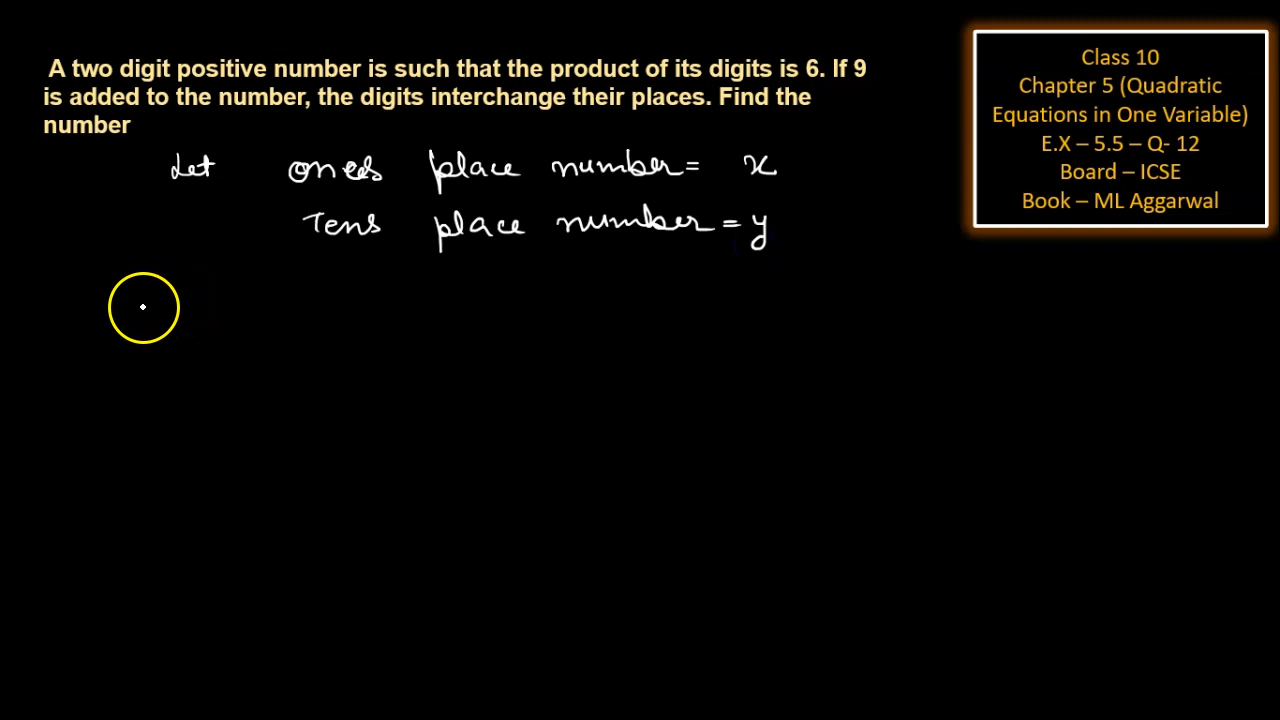 A two digit positive number is such that the product of its digits is 6. If 9
is added to the number, the digits interchange their places. Find the
number
Let ones place number = x
Tens place number = y
Class 10
Chapter 5 (Quadratic
Equations in One Variable)
E.X – 5.5 – Q- 12
Board – ICSE
Book – ML Aggarwal